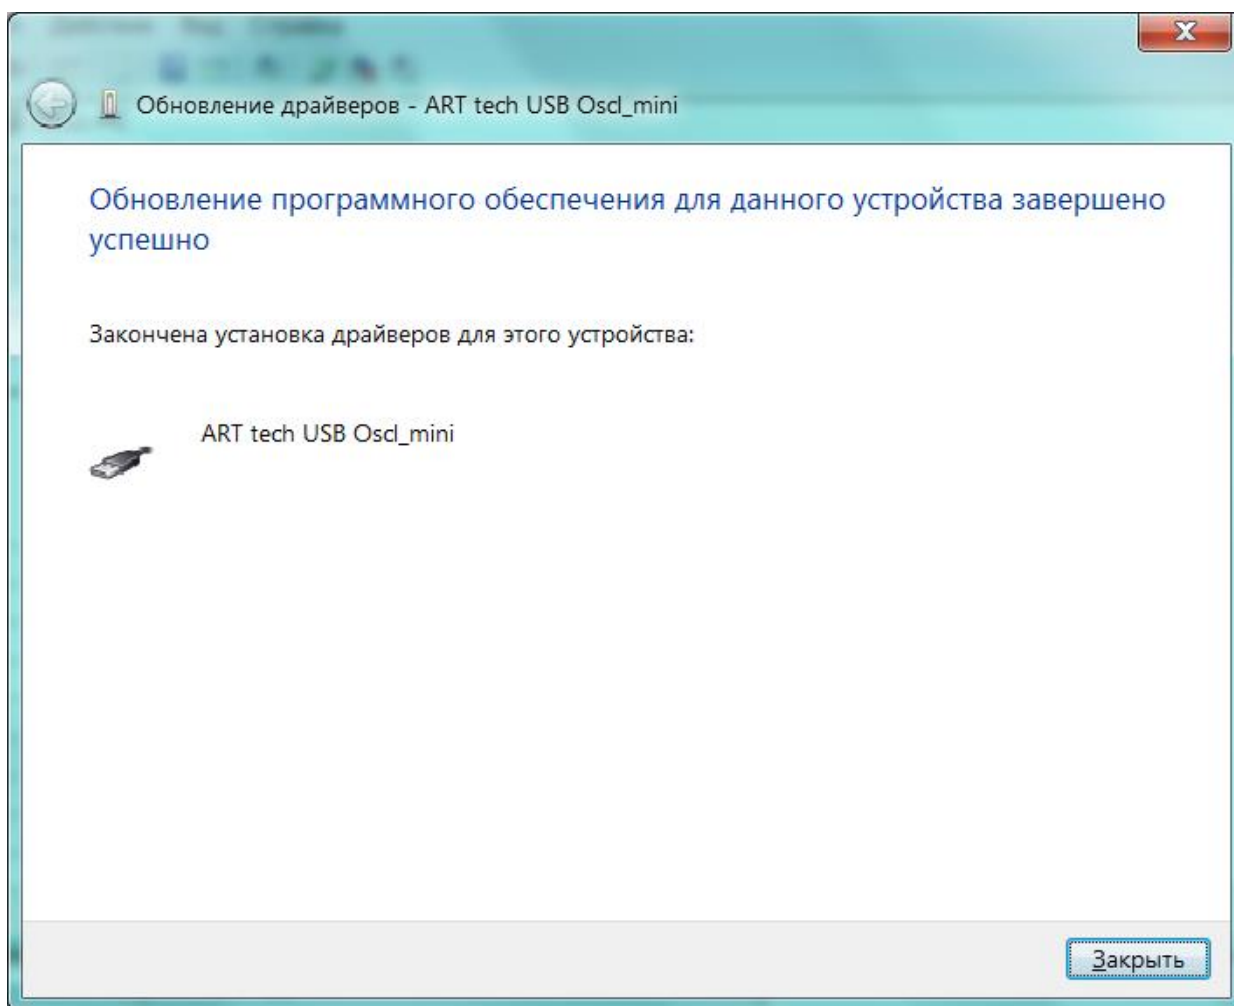 Обновление драйверов - ART tech USB Oscl_mini
Обновление программного обеспечения для данного устройства завершено
успешно
Закончена установка драйверов для этого устройства:
ART tech USB Oscl_mini
Закрыть